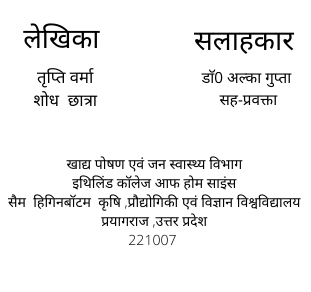 लेखिका
तृप्ति वर्मा
शोध छात्रा
सलाहकार
डॉ0 अल्का गुप्ता
सह-प्रवक्ता
खाद्य पोषण एवं जन स्वास्थ्य विभाग
इथिलिंड कॉलेज आफ होम साइंस
सैम हिगिनबॉटम कृषि ,प्रौद्योगिकी एवं विज्ञान विश्वविद्यालय
प्रयागराज ,उत्तर प्रदेश
221007